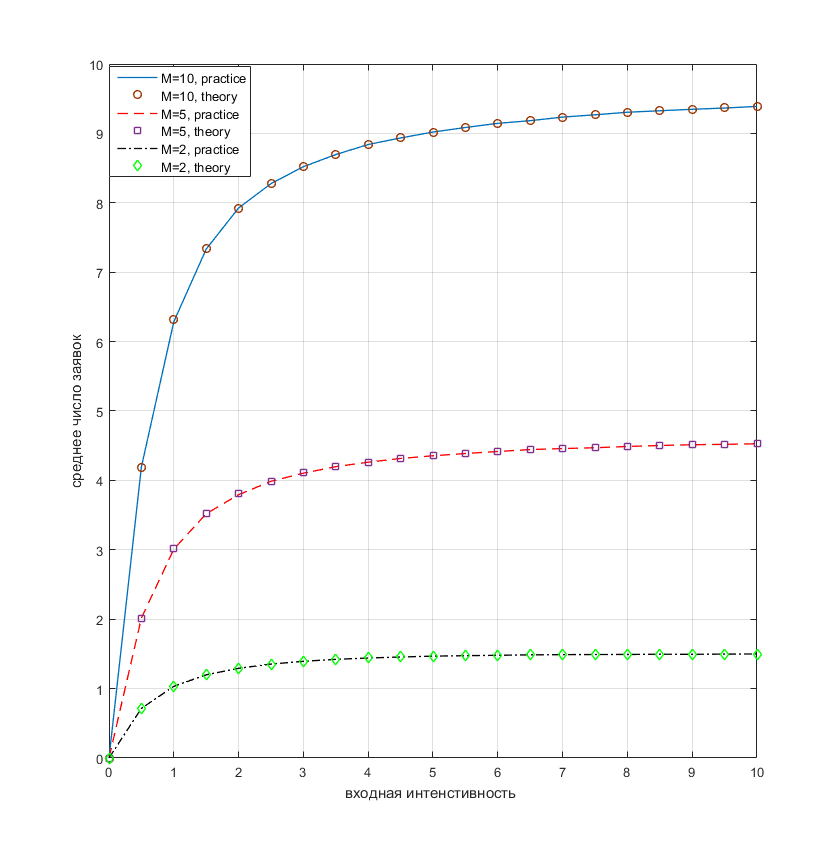 10
M=10, practice
M=10, theory
M=5, practice
M=5, theory
M=2, practice
M=2, theory
9
8
7
6
5
4
3
2
1
0
среднее число заявок
0 1 2 3 4 5 6 7 8 9 10
входная интенстивность